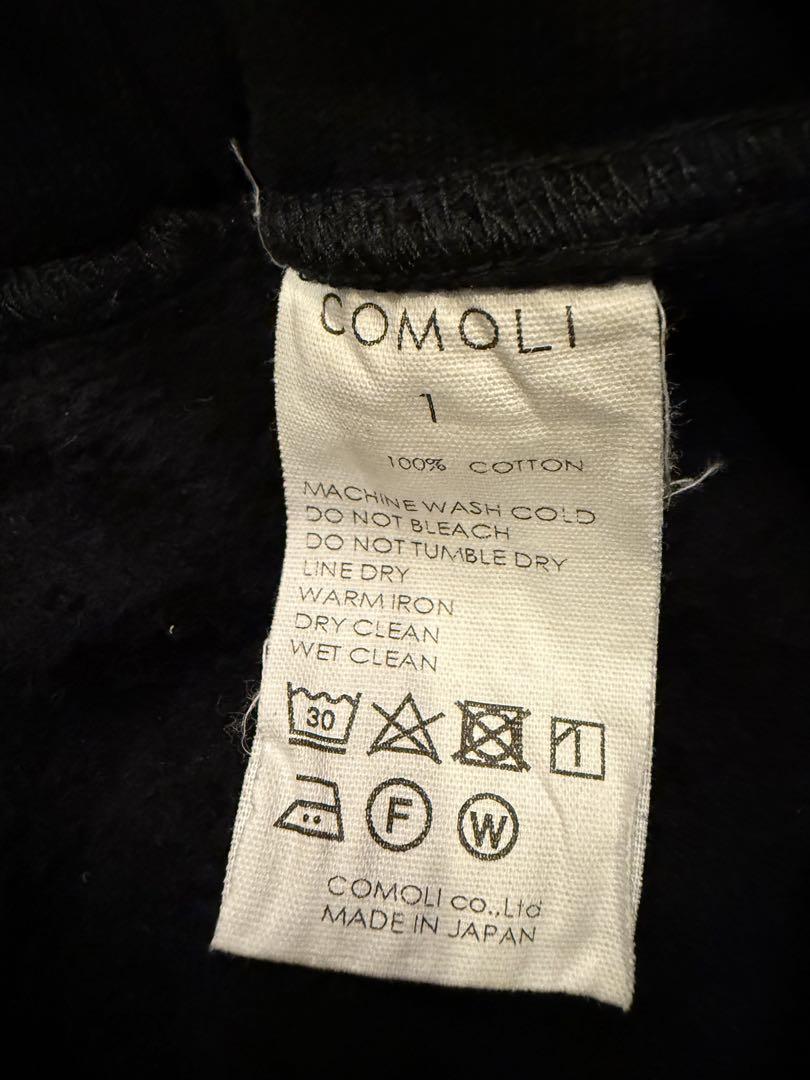 COMOLI
1
100% COTTON
MACHINE WASH COLD
DO NOT BLEACH
DO NOT TUMBLE DRY
LINE DRY
WARM IRON
DRY CLEAN
WET CLEAN
30
F W
COMOLI co.,Ltd
MADE IN JAPAN